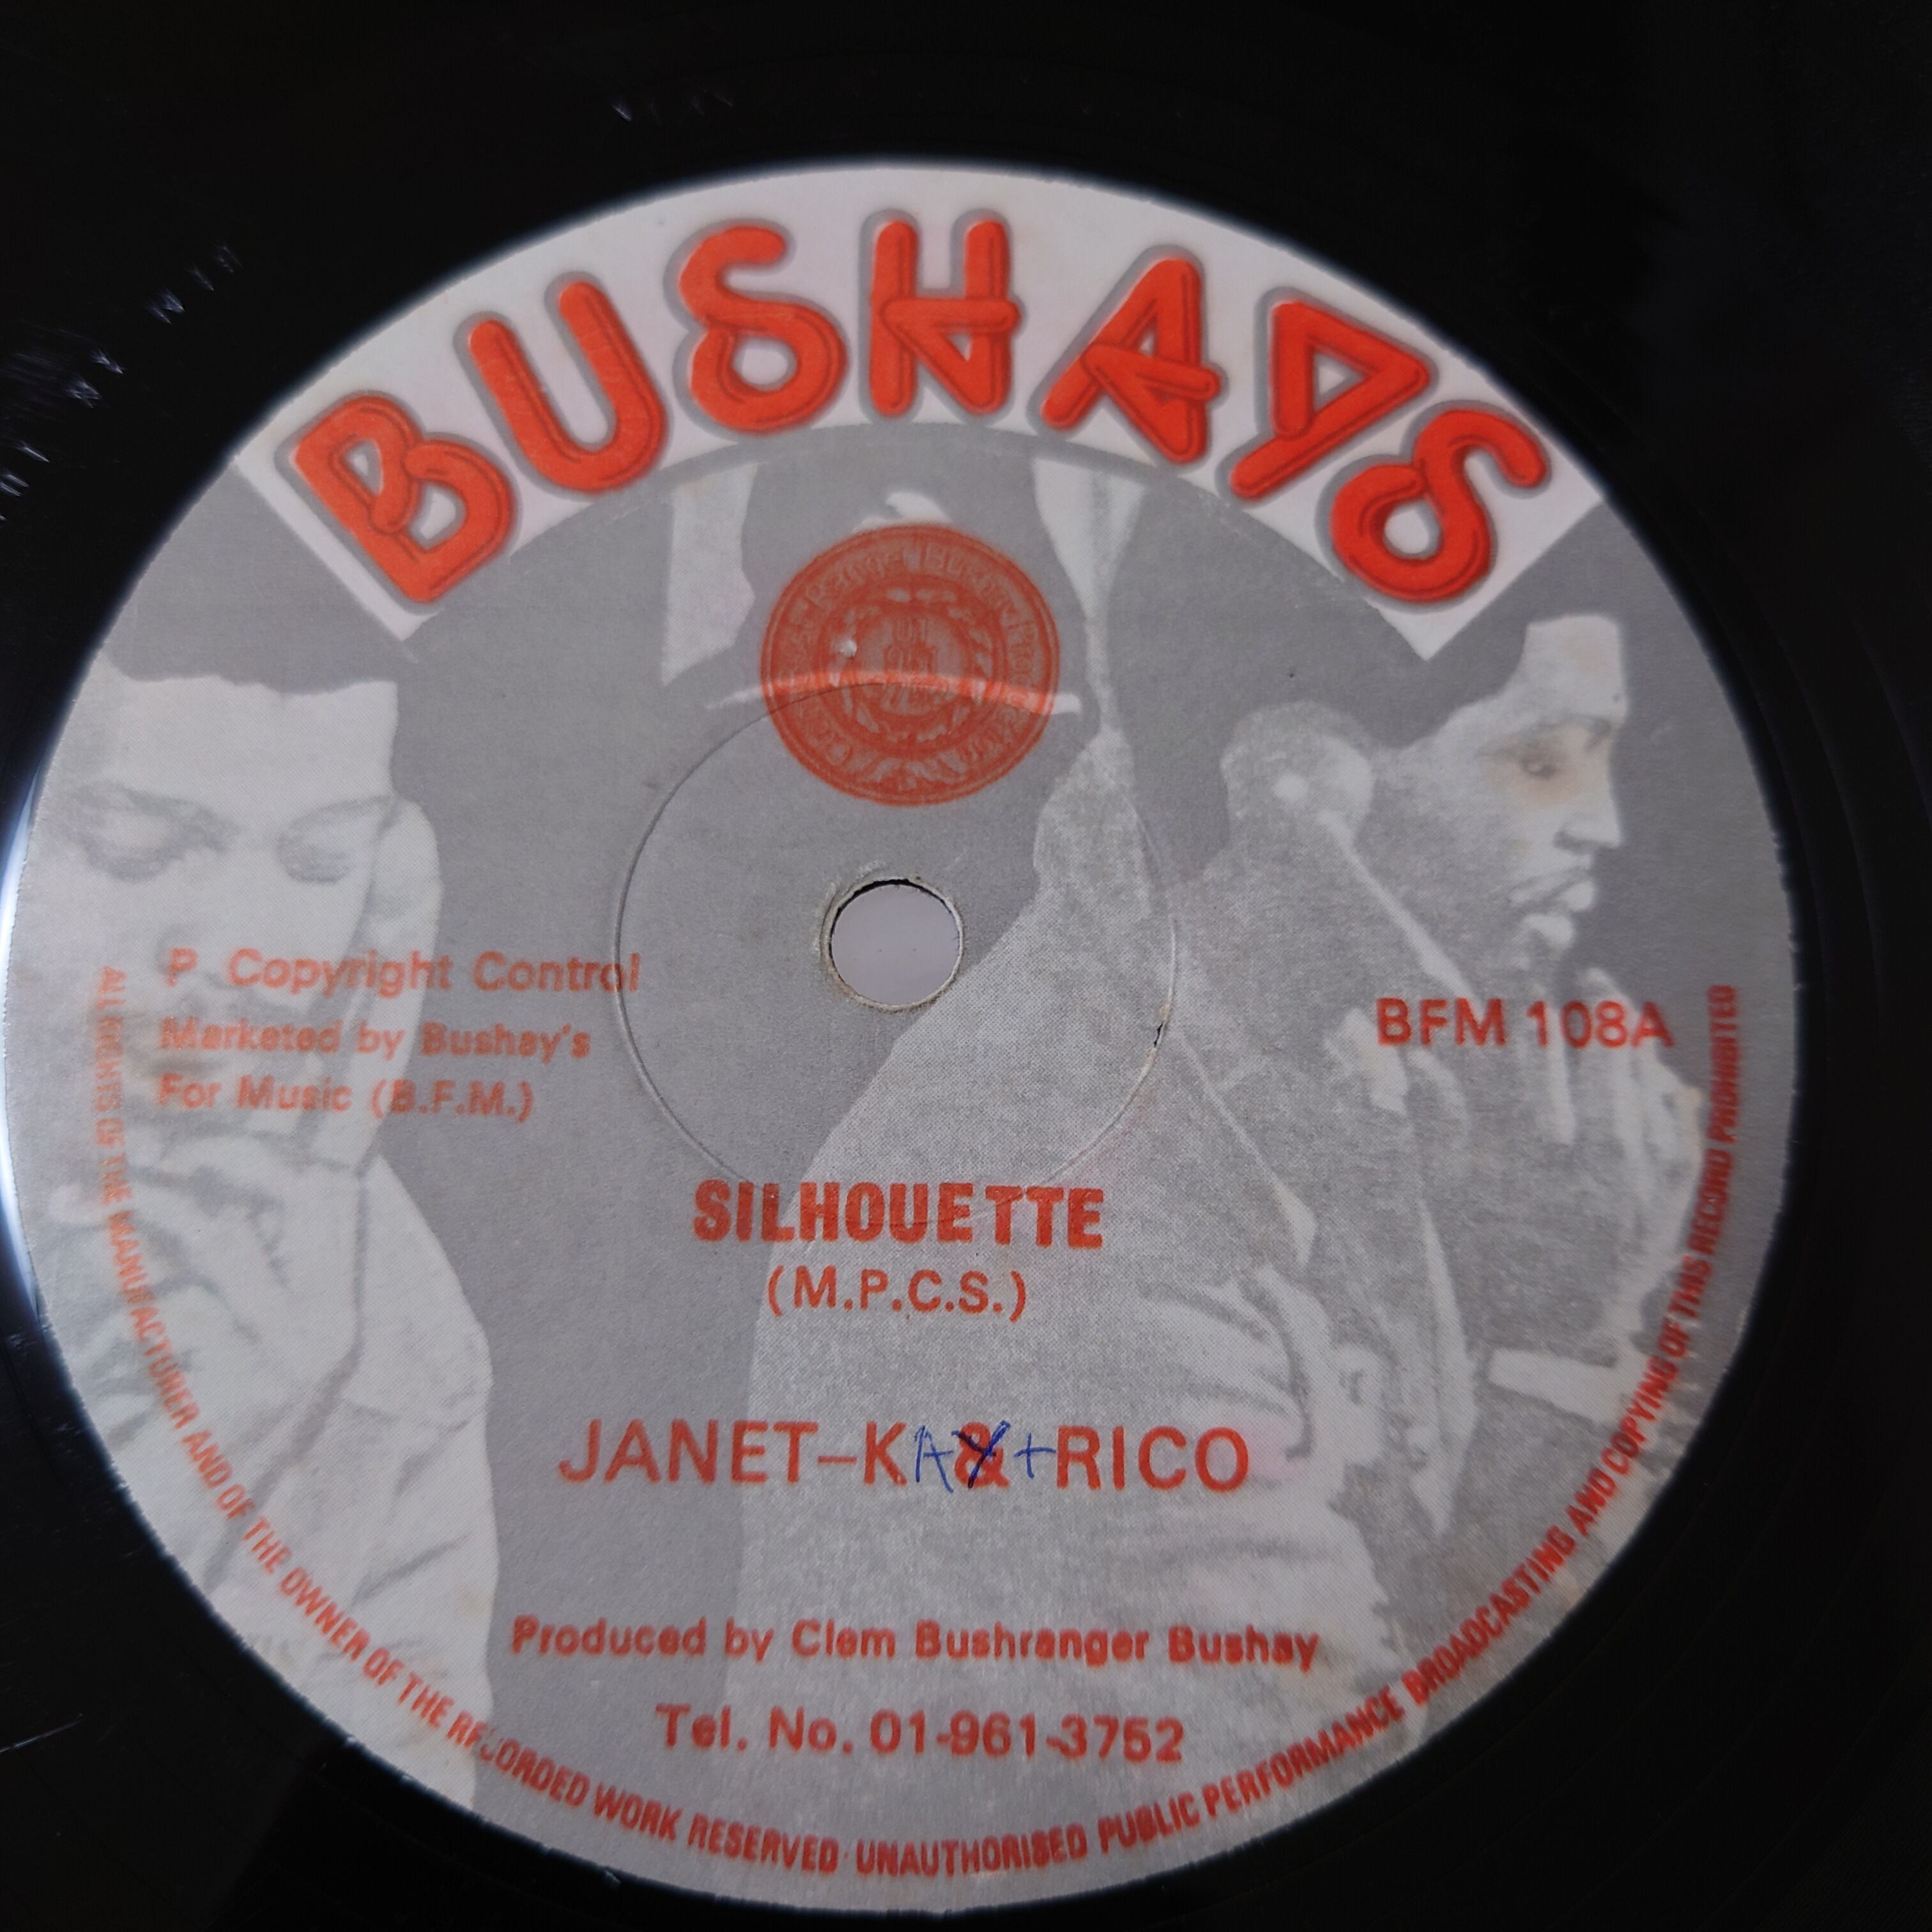 BUSHAYS
P Copyright Control
Marketed by Bushay's
For Music (B.F.M.)
BFM 108A
SILHOUETTE
(M.P.C.S.)
JANET-KAY & + RICO
Produced by Clem Bushranger Bushay
Tel. No. 01-961-3752
ALL RIGHTS OF THE MANUFACTURER AND OF THE OWNER OF THE RECORDED WORK RESERVED · UNAUTHORISED PUBLIC PERFORMANCE BROADCASTING AND COPYING OF THIS RECORD PROHIBITED